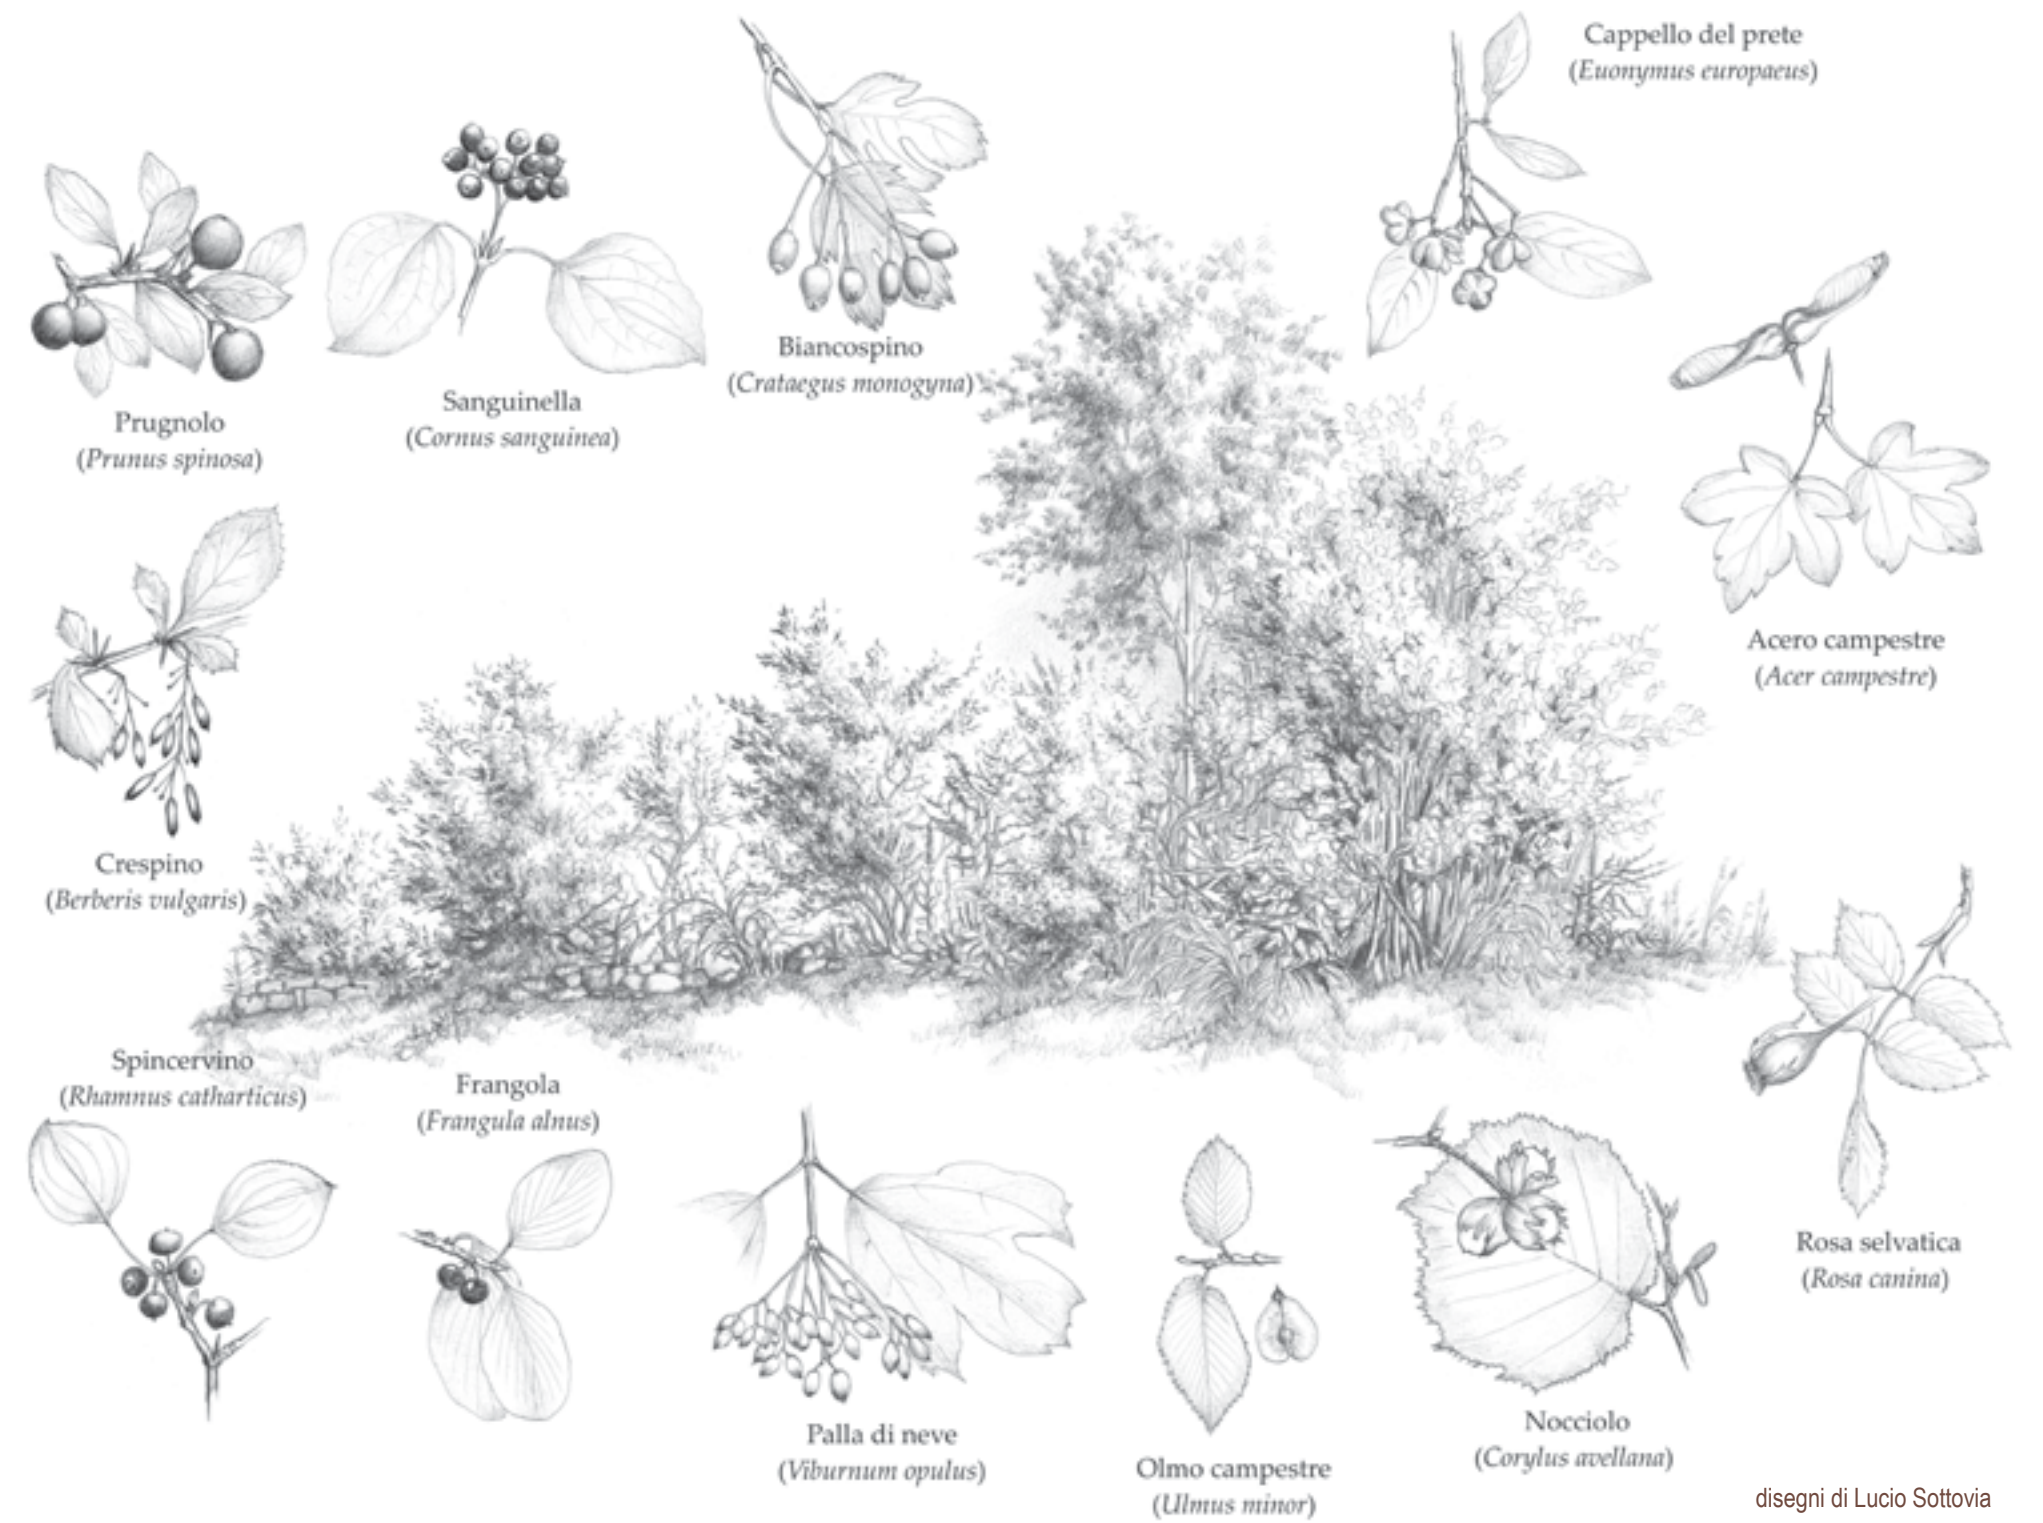 Cappello del prete
(Euonymus europaeus)
Biancospino
(Crataegus monogyna)
Sanguinella
(Cornus sanguinea)
Prugnolo
(Prunus spinosa)
Acero campestre
(Acer campestre)
Crespino
(Berberis vulgaris)
Spincervino
(Rhamnus catharticus)
Frangola
(Frangula alnus)
Rosa selvatica
(Rosa canina)
Palla di neve
(Viburnum opulus)
Olmo campestre
(Ulmus minor)
Nocciolo
(Corylus avellana)
disegni di Lucio Sottovia